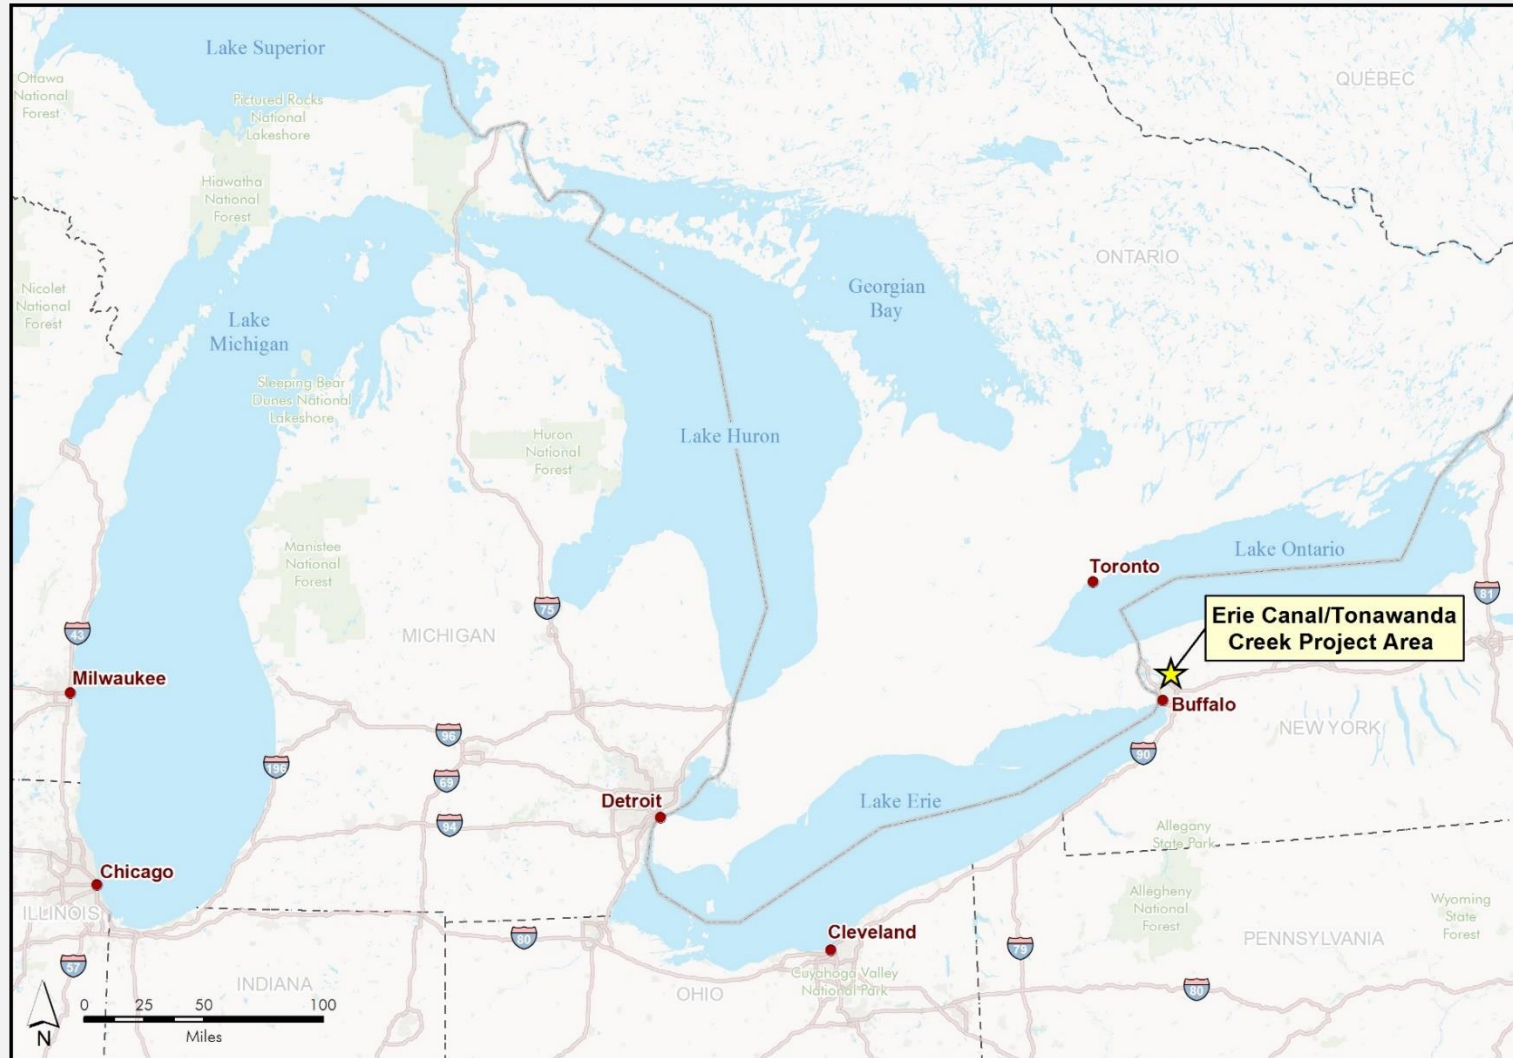 Lake Superior
Ottawa
National
Forest
Pictured Rocks
National
Lakeshore
QUÉBEC
Hiawatha
National
Forest
ONTARIO
Nicolet
National
Forest
Georgian
Bay
Lake
Michigan
Sleeping Bear
Dunes National
Lakeshore
Lake Huron
Huron
National
Forest
Manistee
National
Forest
Lake Ontario
Toronto
81
75
Erie Canal/Tonawanda
Creek Project Area
43
MICHIGAN
Milwaukee
Buffalo
NEW YORK
96
90
196
69
Detroit
Lake Erie
94
Allegany
State Park
Chicago
ILLINOIS
Allegheny
National
Forest
Wyoming
State
Forest
Cleveland
80
79
PENNSYLVANIA
57
Cuyahoga Valley
National Park
INDIANA
OHIO
80
0 25 50 100
Miles
N